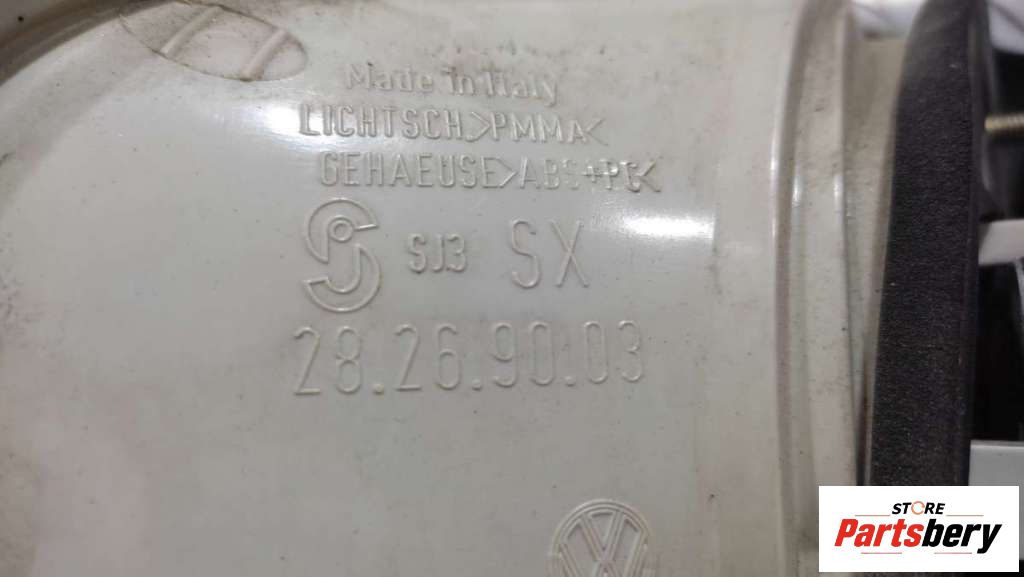 Made in Italy
LICHTSCH>PMMA<
GEHAEUSE>ABS+PC<
SJ3 SX
28.26.90.03
STORE
Partsbery